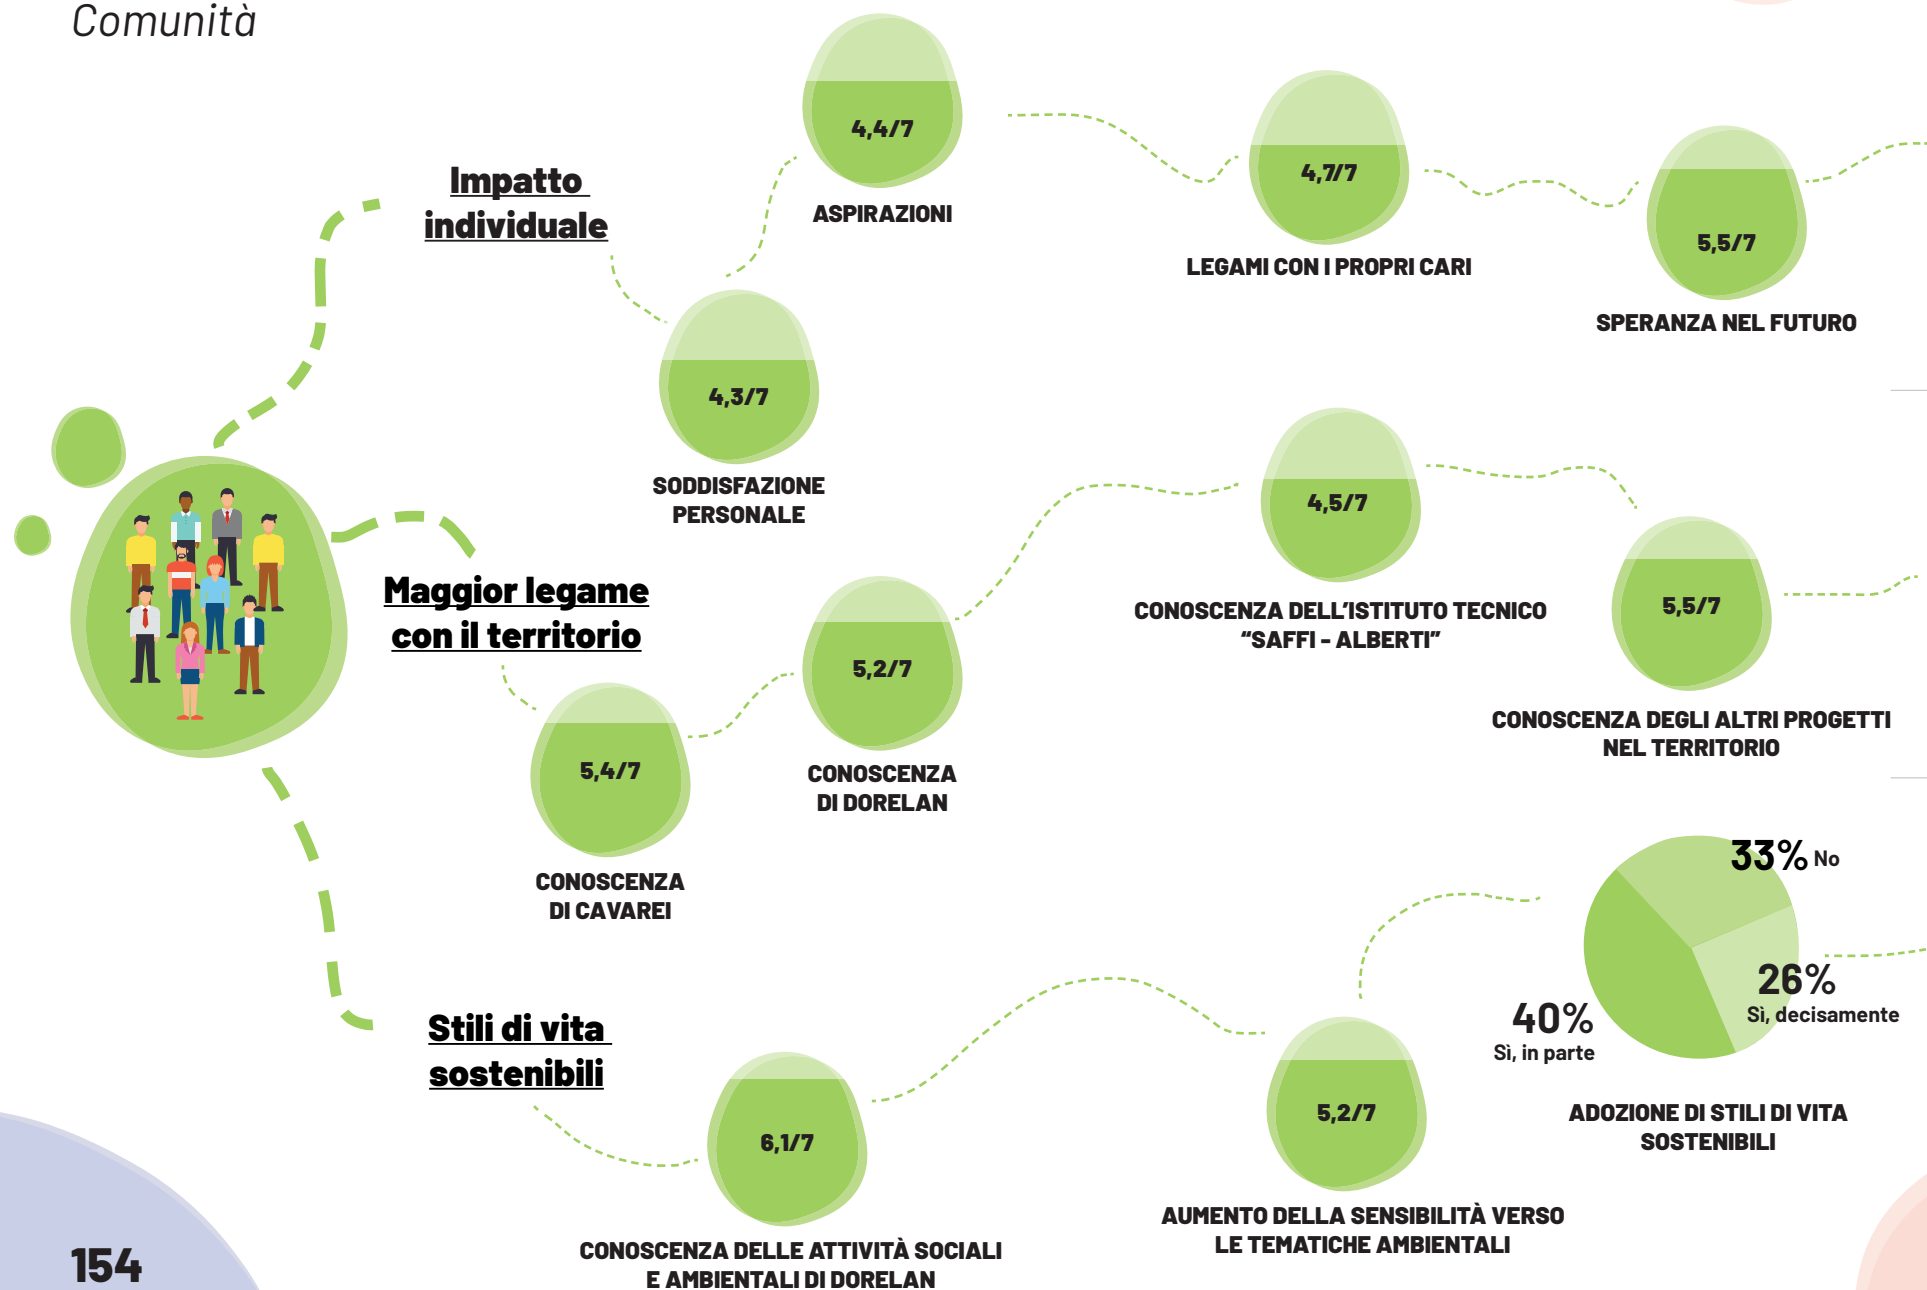 Comunità
Impatto
individuale
4,3/7
SODDISFAZIONE
PERSONALE
4,4/7
ASPIRAZIONI
4,7/7
LEGAMI CON I PROPRI CARI
5,5/7
SPERANZA NEL FUTURO
Maggior legame
con il territorio
5,4/7
CONOSCENZA
DI CAVAREI
5,2/7
CONOSCENZA
DI DORELAN
4,5/7
CONOSCENZA DELL’ISTITUTO TECNICO
“SAFFI - ALBERTI”
5,5/7
CONOSCENZA DEGLI ALTRI PROGETTI
NEL TERRITORIO
Stili di vita
sostenibili
6,1/7
CONOSCENZA DELLE ATTIVITÀ SOCIALI
E AMBIENTALI DI DORELAN
5,2/7
AUMENTO DELLA SENSIBILITÀ VERSO
LE TEMATICHE AMBIENTALI
33% No
26%
Sì, decisamente
40%
Sì, in parte
ADOZIONE DI STILI DI VITA
SOSTENIBILI
154